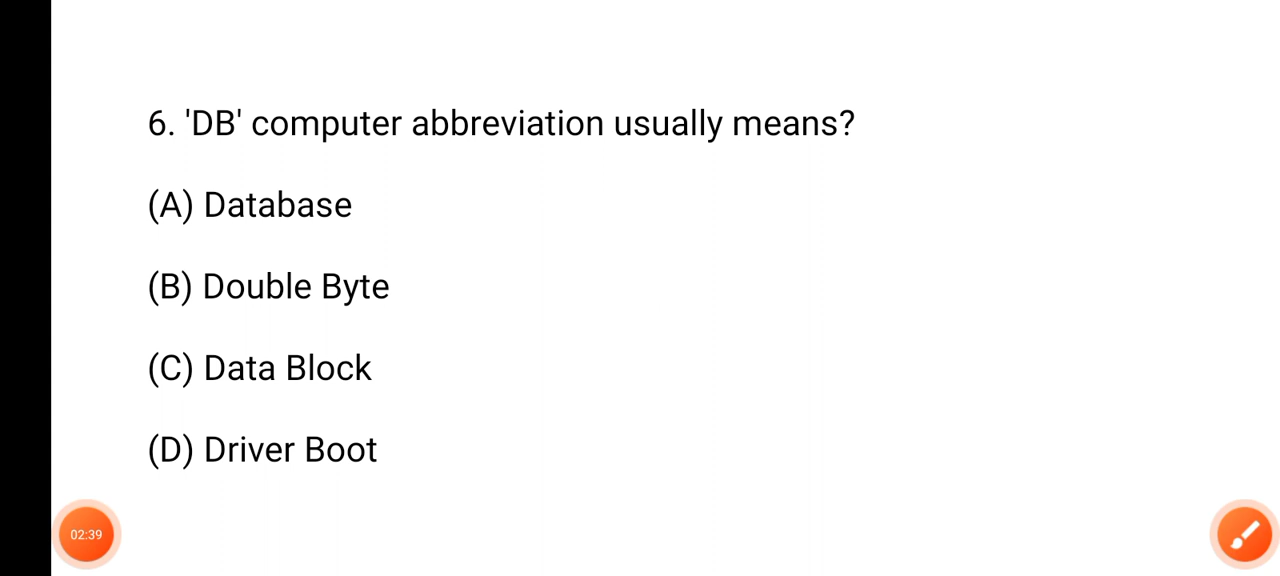 6. 'DB' computer abbreviation usually means?
(A) Database
(B) Double Byte
(C) Data Block
(D) Driver Boot
02:39